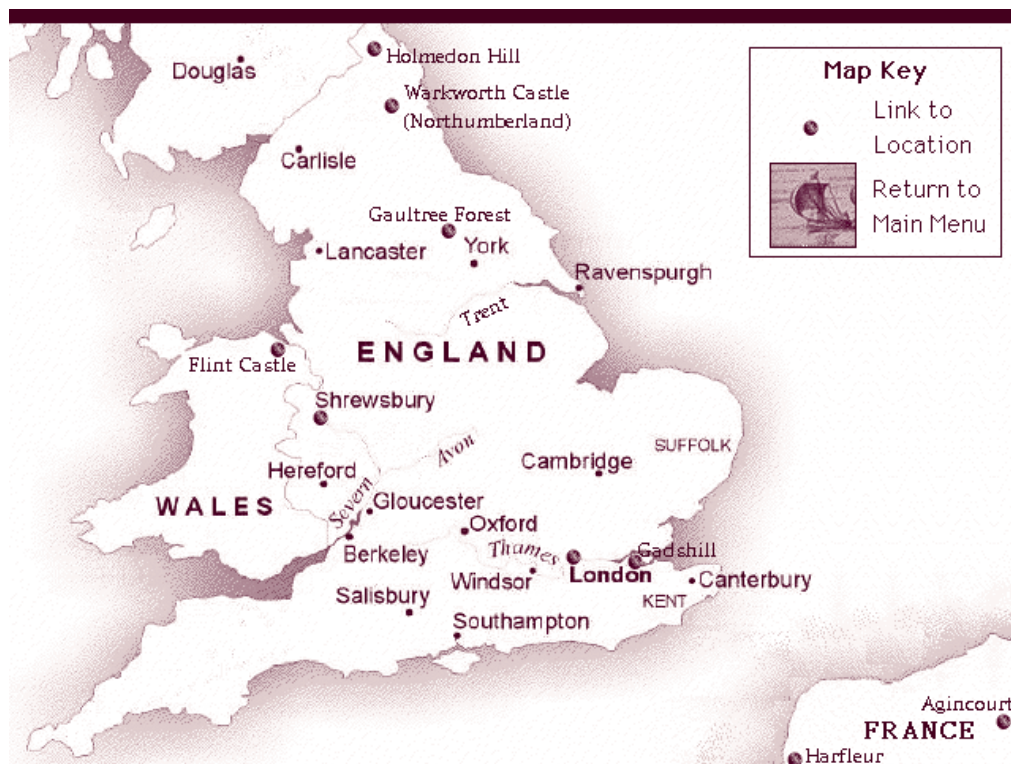 Holmedon Hill
Douglas
Warkworth Castle
(Northumberland)
Carlisle
Gaultree Forest
Lancaster
York
Ravenspurgh
Trent
ENGLAND
Flint Castle
Shrewsbury
Avon
SUFFOLK
Cambridge
Hereford
WALES
Severn
Gloucester
Oxford
Berkeley
Thames
Gadshill
London
Windsor
Canterbury
Salisbury
KENT
Southampton
Agincourt
FRANCE
Harfleur
Map Key
Link to
Location
Return to
Main Menu